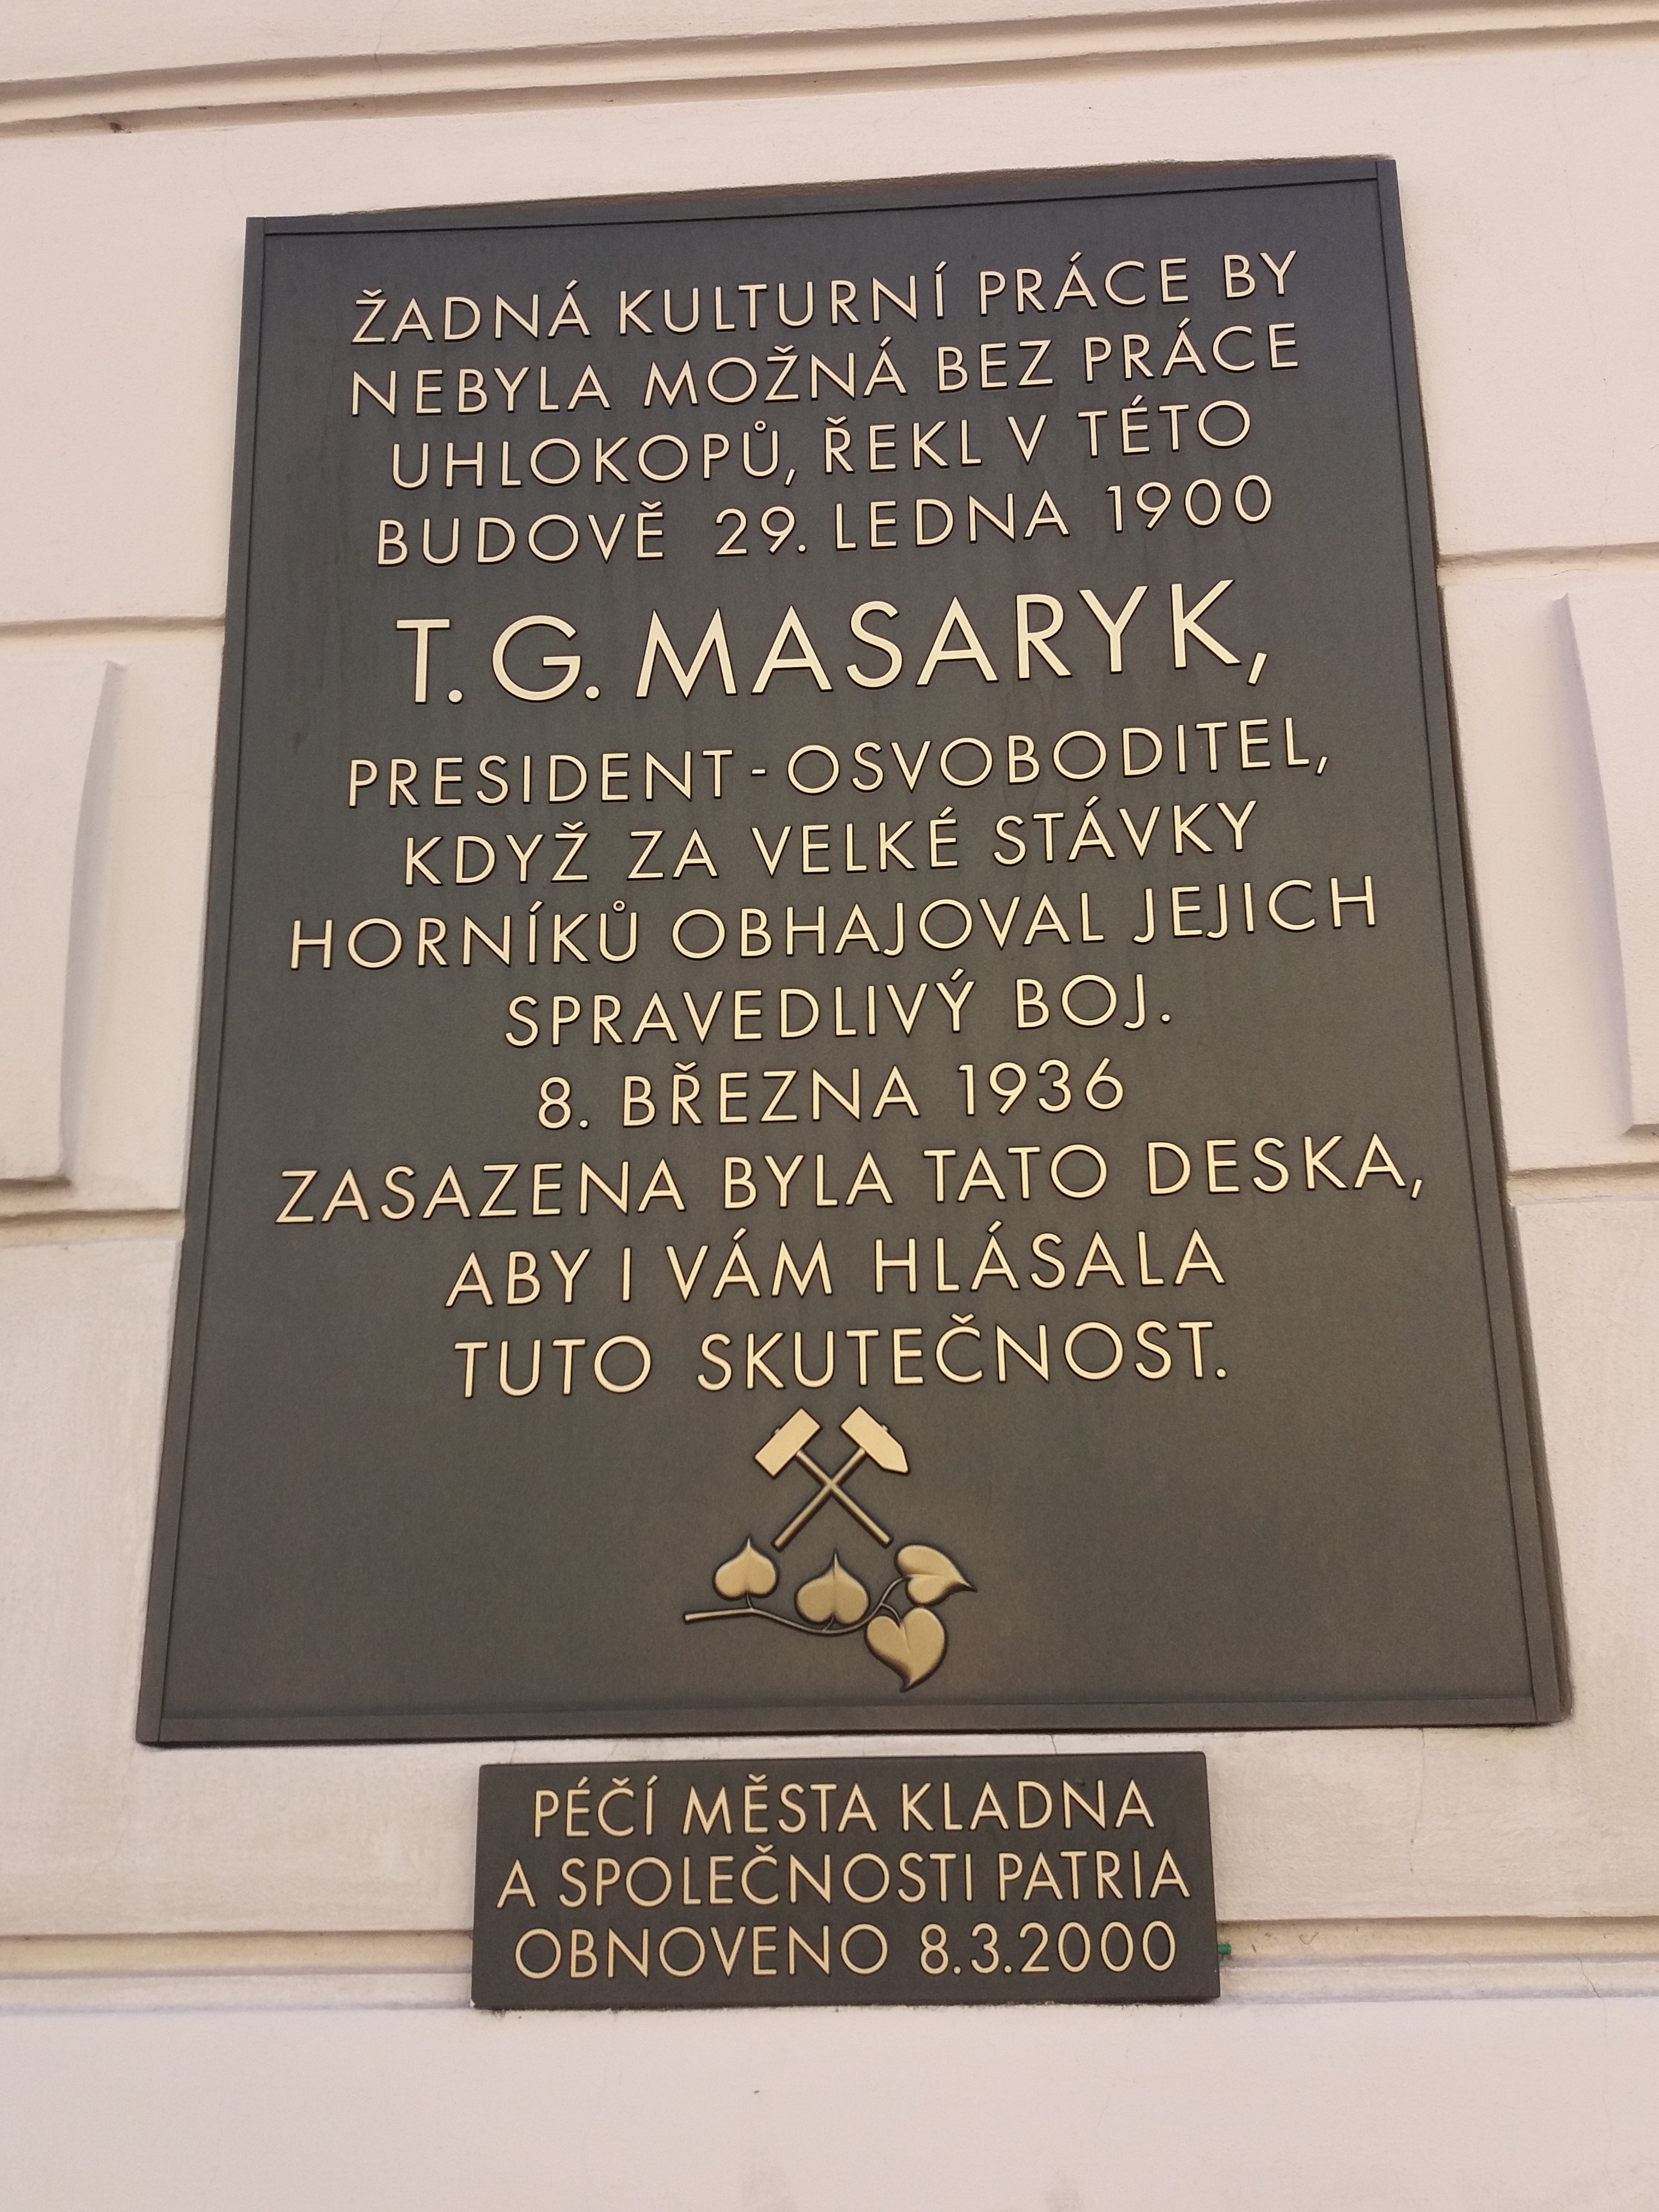 ŽADNÁ KULTURNÍ PRÁCE BY
NEBYLA MOŽNÁ BEZ PRÁCE
UHLOKOPŮ, ŘEKL V TÉTO
BUDOVĚ 29. LEDNA 1900
T. G. MASARYK,
PRESIDENT - OSVOBODITEL,
KDYŽ ZA VELKÉ STÁVKY
HORNÍKŮ OBHAJOVAL JEJICH
SPRAVEDLIVÝ BOJ.
8. BŘEZNA 1936
ZASAZENA BYLA TATO DESKA,
ABY I VÁM HLÁSALA
TUTO SKUTEČNOST.
PÉČÍ MĚSTA KLADNA
A SPOLEČNOSTI PATRIA
OBNOVENO 8.3.2000